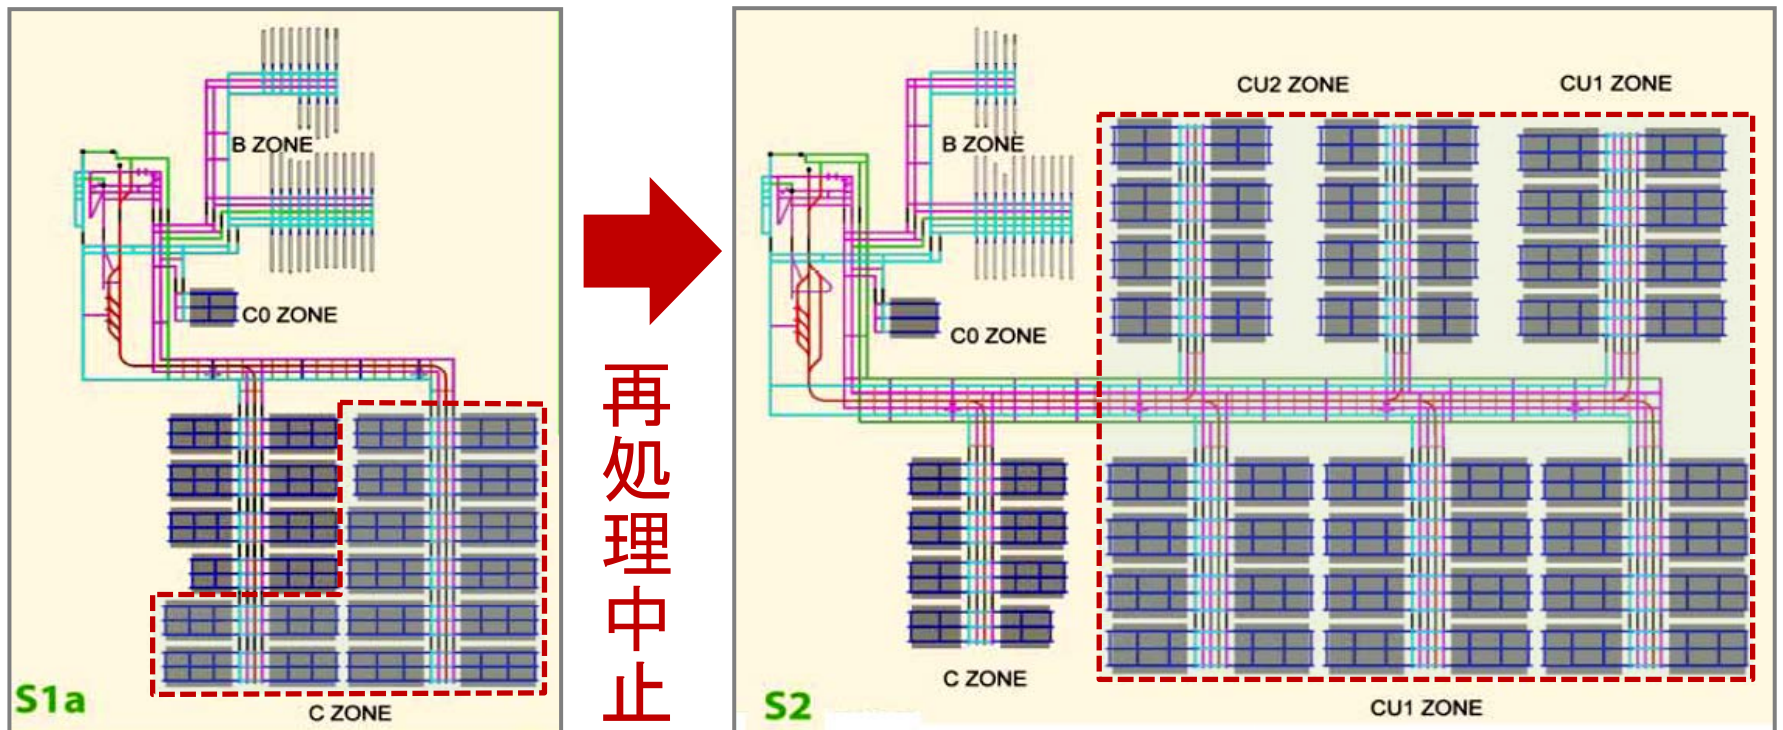 B ZONE
C0 ZONE
C ZONE
S1a
再処理中止
CU2 ZONE
CU1 ZONE
B ZONE
C0 ZONE
C ZONE
CU1 ZONE
S2